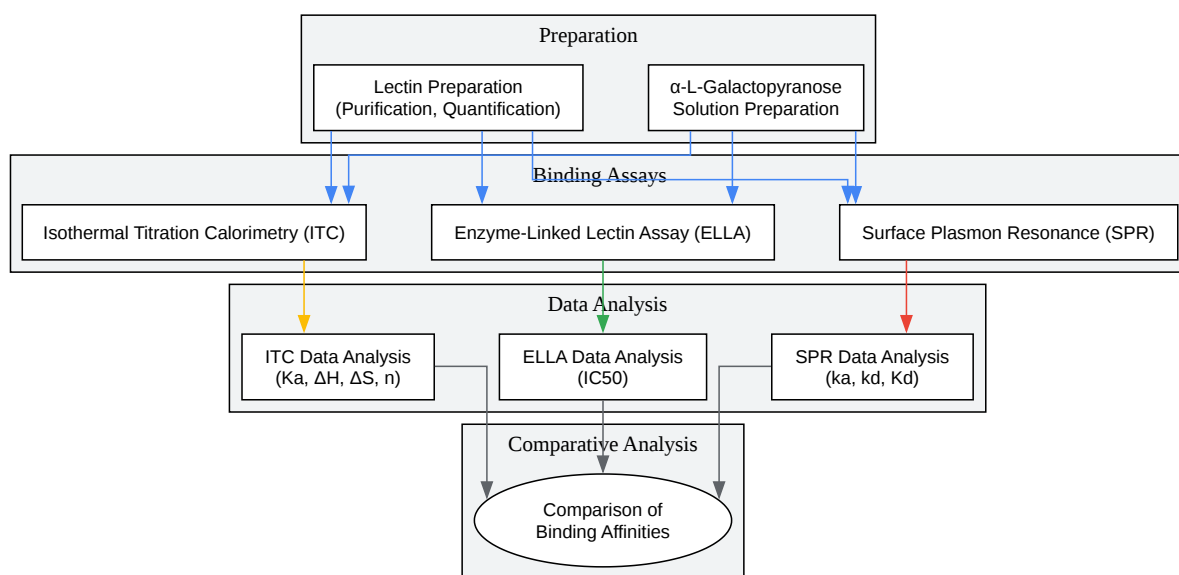 Preparation
Lectin Preparation
(Purification, Quantification)
α-L-Galactopyranose
Solution Preparation
Binding Assays
Isothermal Titration Calorimetry (ITC)
Enzyme-Linked Lectin Assay (ELLA)
Surface Plasmon Resonance (SPR)
Data Analysis
ITC Data Analysis
(Ka, ΔH, ΔS, n)
ELLA Data Analysis
(IC50)
SPR Data Analysis
(ka, kd, Kd)
Comparative Analysis
Comparison of
Binding Affinities